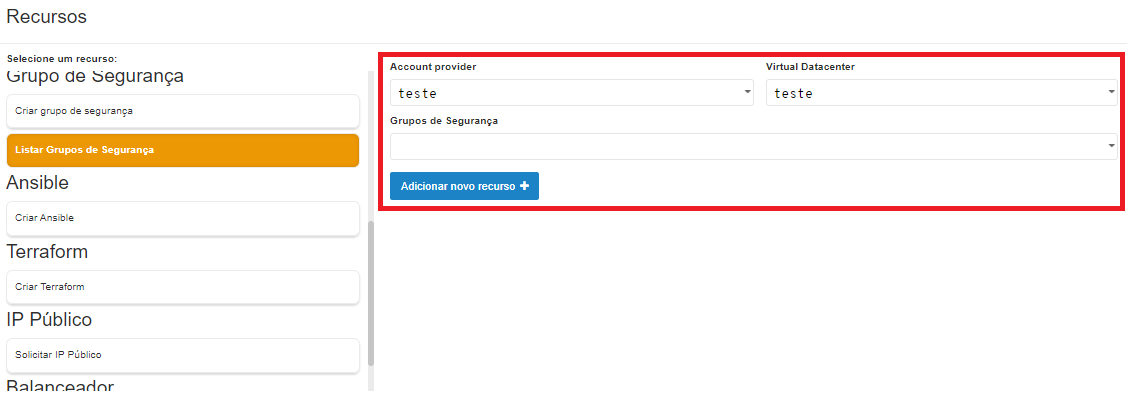 Recursos
Selecione um recurso:
Grupo de Segurança
Criar grupo de segurança
Listar Grupos de Segurança
Ansible
Criar Ansible
Terraform
Criar Terraform
IP Público
Solicitar IP Público
Balanceador
Account provider
Virtual Datacenter
teste
teste
Grupos de Segurança
Adicionar novo recurso +